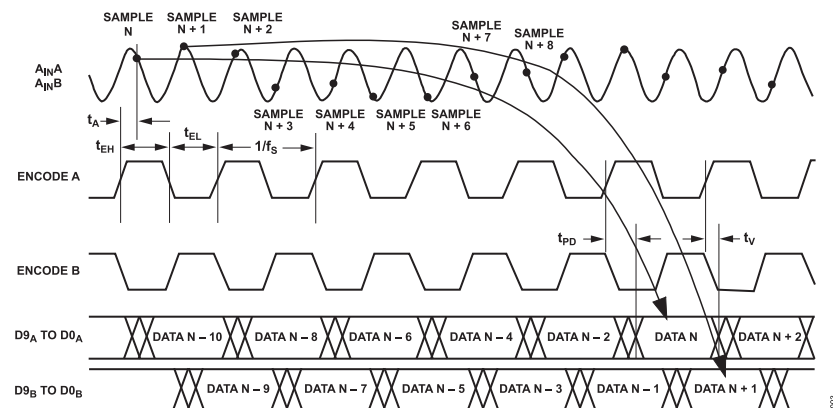 SAMPLE
N
SAMPLE
N + 1
SAMPLE
N + 2
SAMPLE
N + 7
SAMPLE
N + 8
AINA
AINB
SAMPLE
N + 3
SAMPLE
N + 4
SAMPLE
N + 5
SAMPLE
N + 6
tA
tEH
tEL
1/fS
ENCODE A
tPD
tV
ENCODE B
D9A TO D0A
DATA N – 10
DATA N – 8
DATA N – 6
DATA N – 4
DATA N – 2
DATA N
DATA N + 2
D9B TO D0B
DATA N – 9
DATA N – 7
DATA N – 5
DATA N – 3
DATA N – 1
DATA N + 1